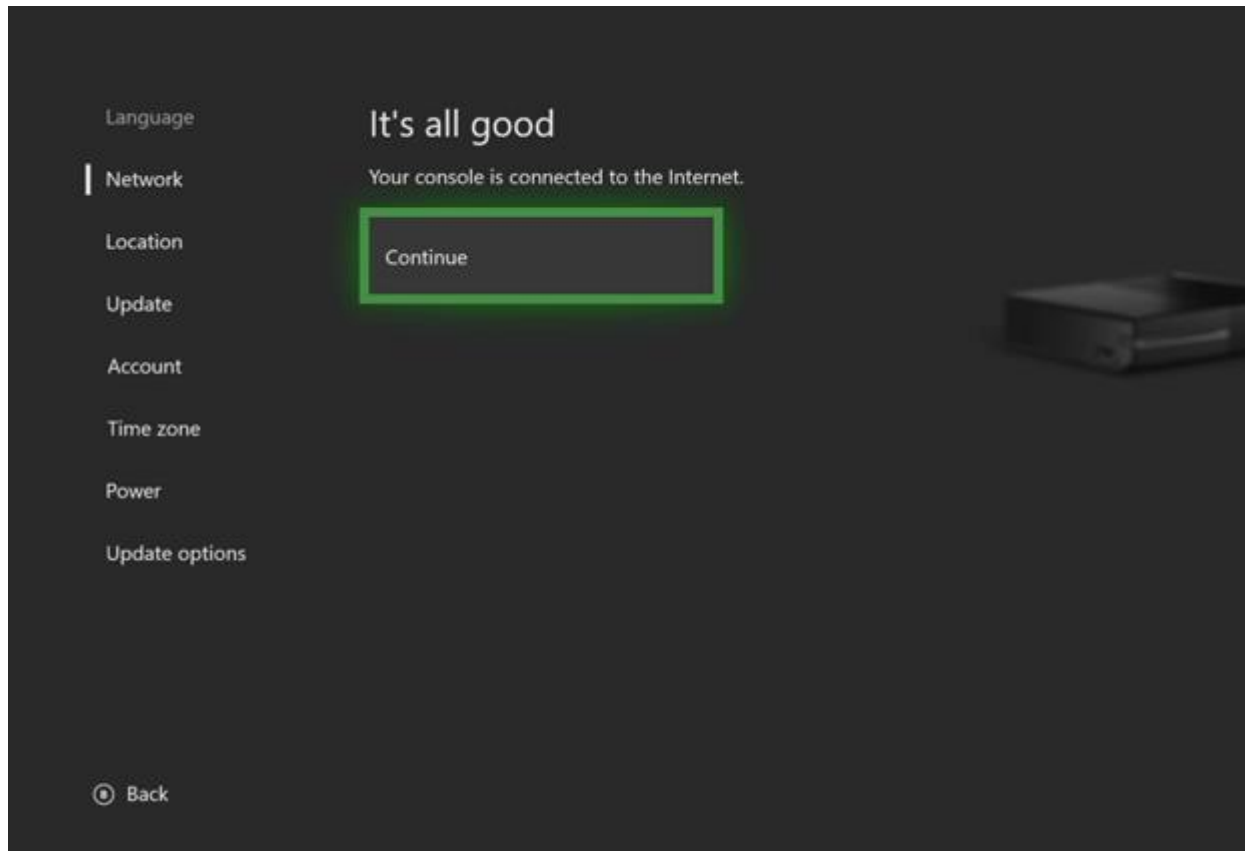 Language
Network
Location
Update
Account
Time zone
Power
Update options
It's all good
Your console is connected to the Internet.
Continue
Back